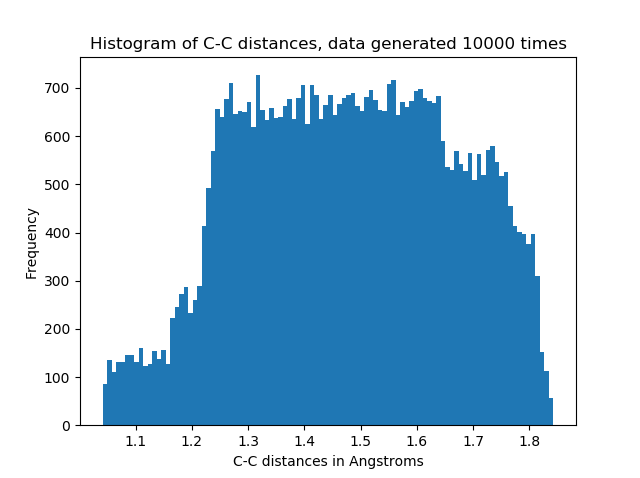 Histogram of C-C distances, data generated 10000 times
700
600
500
400
300
200
100
0
Frequency
1.1 1.2 1.3 1.4 1.5 1.6 1.7 1.8
C-C distances in Angstroms